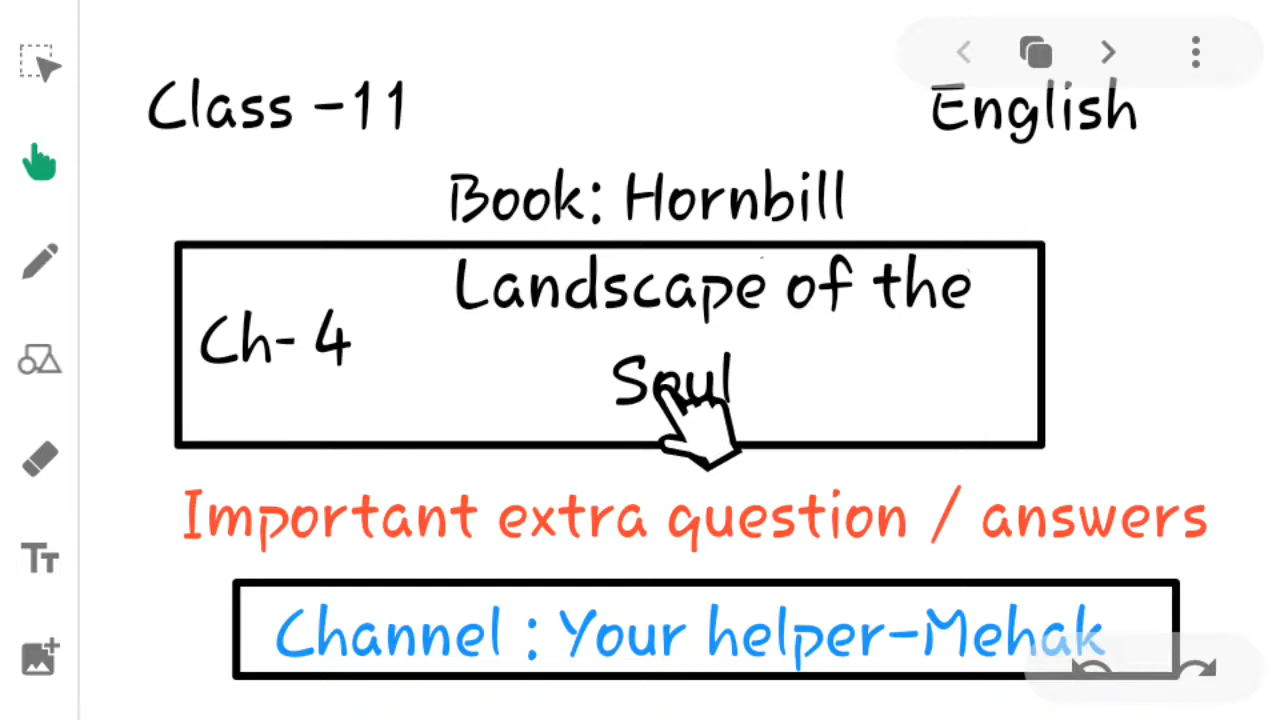 Class -11 English
Book: Hornbill
Landscape of the
Ch- 4
Soul
Important extra question / answers
Channel : Your helper-Mehak
Tт